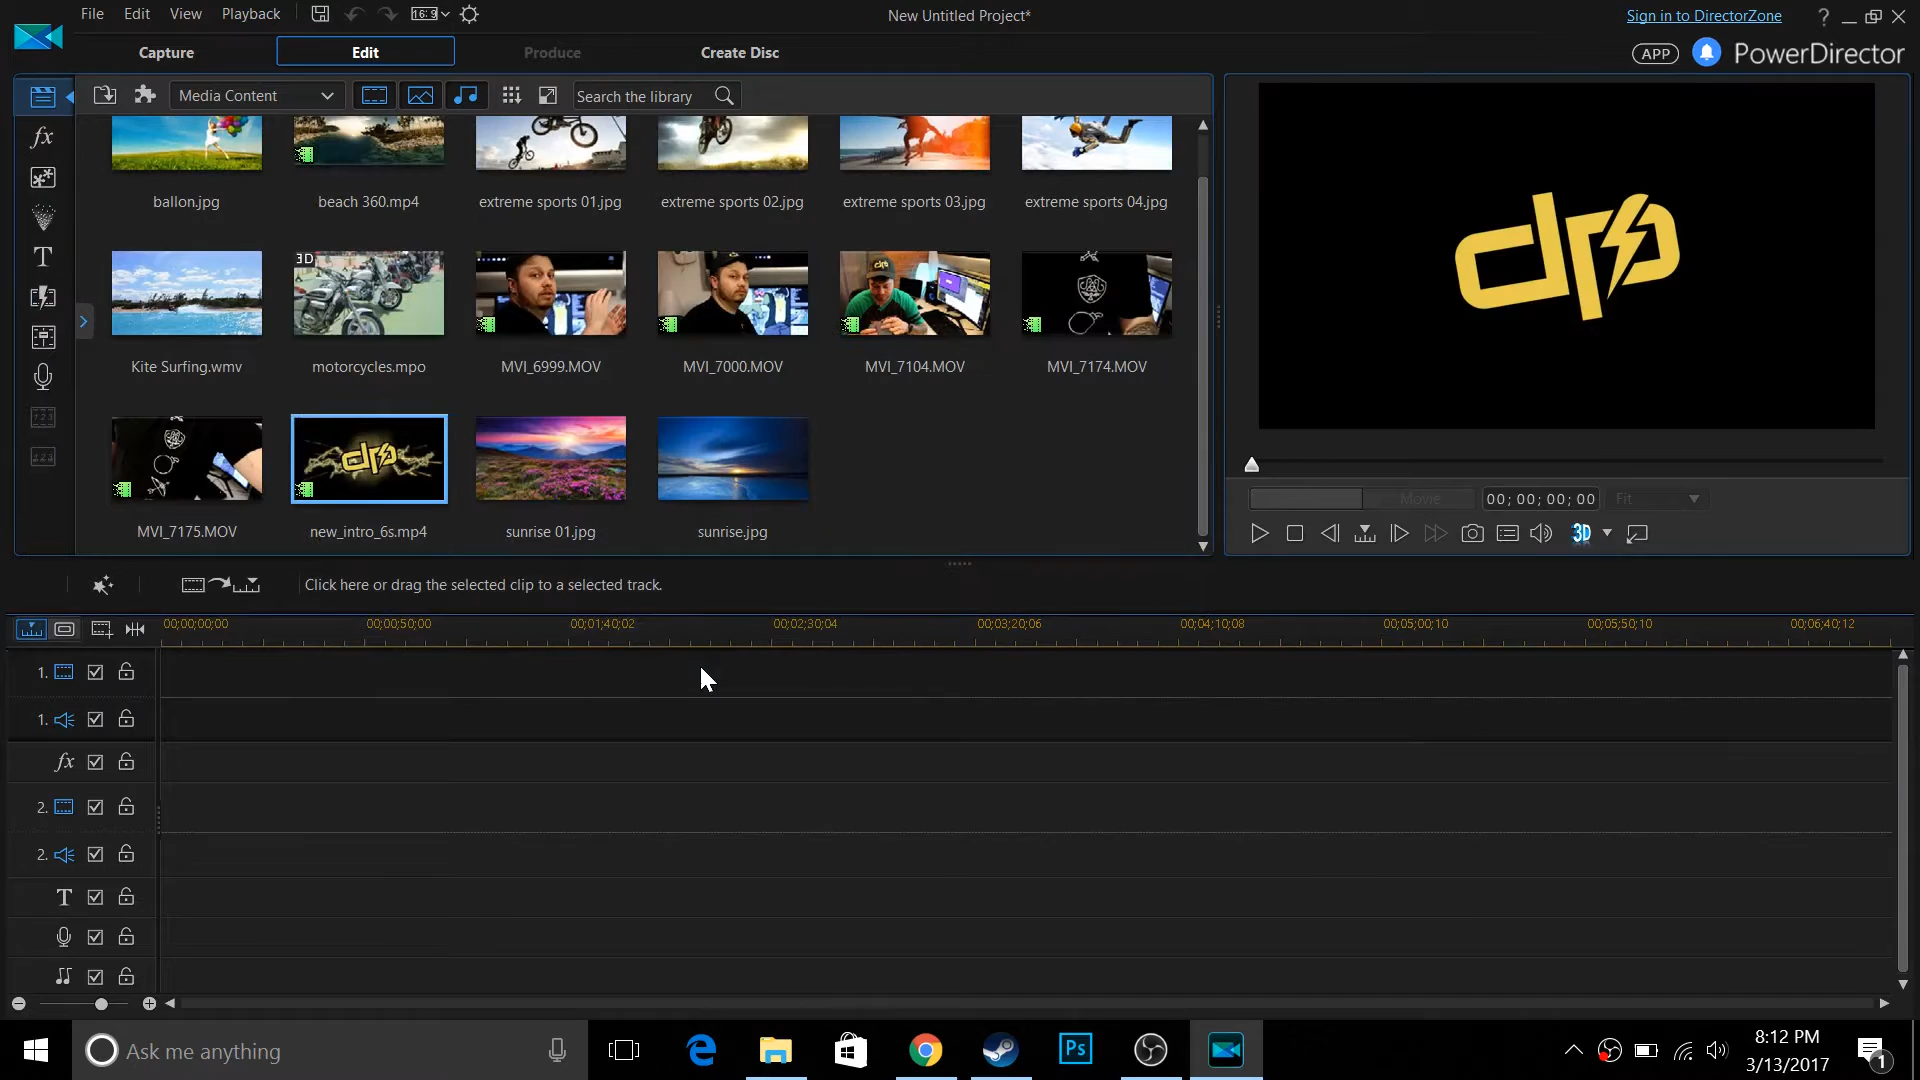 File Edit View Playback 16:9 New Untitled Project* Sign in to DirectorZone ?
Capture Edit Produce Create Disc APP PowerDirector
Media Content Search the library
fx
T
ballon.jpg beach 360.mp4 extreme sports 01.jpg extreme sports 02.jpg extreme sports 03.jpg extreme sports 04.jpg
3D
Kite Surfing.wmv motorcycles.mpo MVI_6999.MOV MVI_7000.MOV MVI_7104.MOV MVI_7174.MOV
MVI_7175.MOV new_intro_6s.mp4 sunrise 01.jpg sunrise.jpg
dp
Movie 00; 00; 00; 00 Fit
3D
Click here or drag the selected clip to a selected track.
00;00;00;00 00;00;50;00 00;01;40;02 00;02;30;04 00;03;20;06 00;04;10;08 00;05;00;10 00;05;50;10 00;06;40;12
1.
1.
fx
2.
2.
T
Ask me anything
Ps
8:12 PM
3/13/2017
1